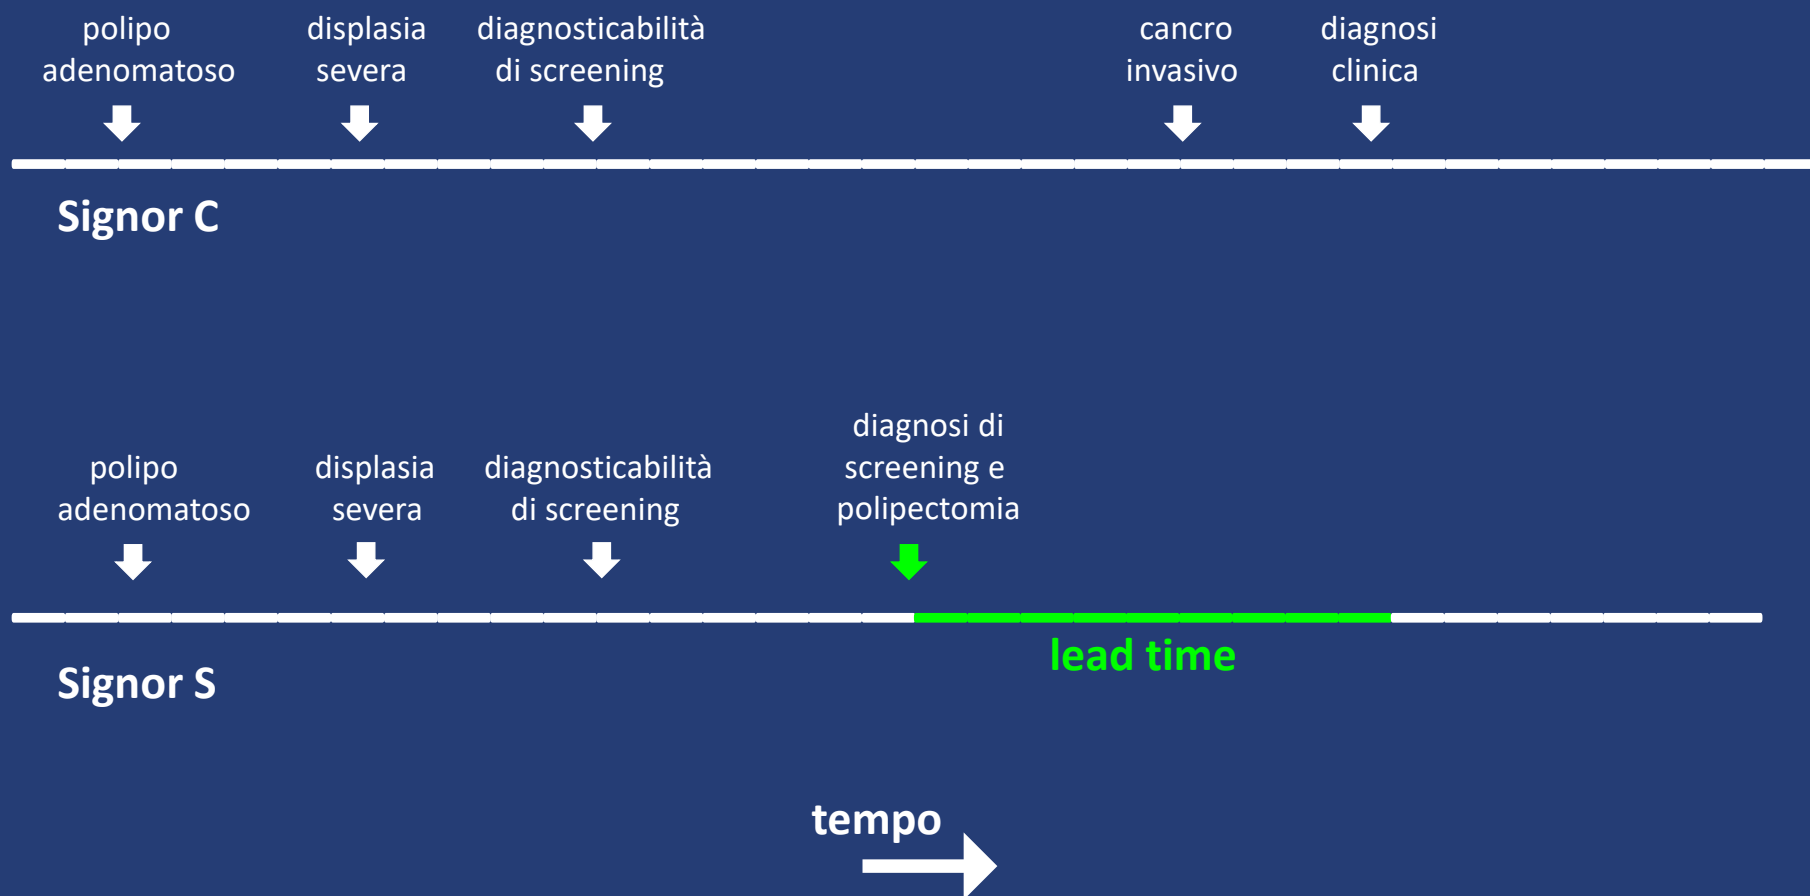 polipo
adenomatoso
displasia
severa
diagnosticabilità
di screening
cancro
invasivo
diagnosi
clinica
Signor C
polipo
adenomatoso
displasia
severa
diagnosticabilità
di screening
diagnosi di
screening e
polipectomia
lead time
Signor S
tempo